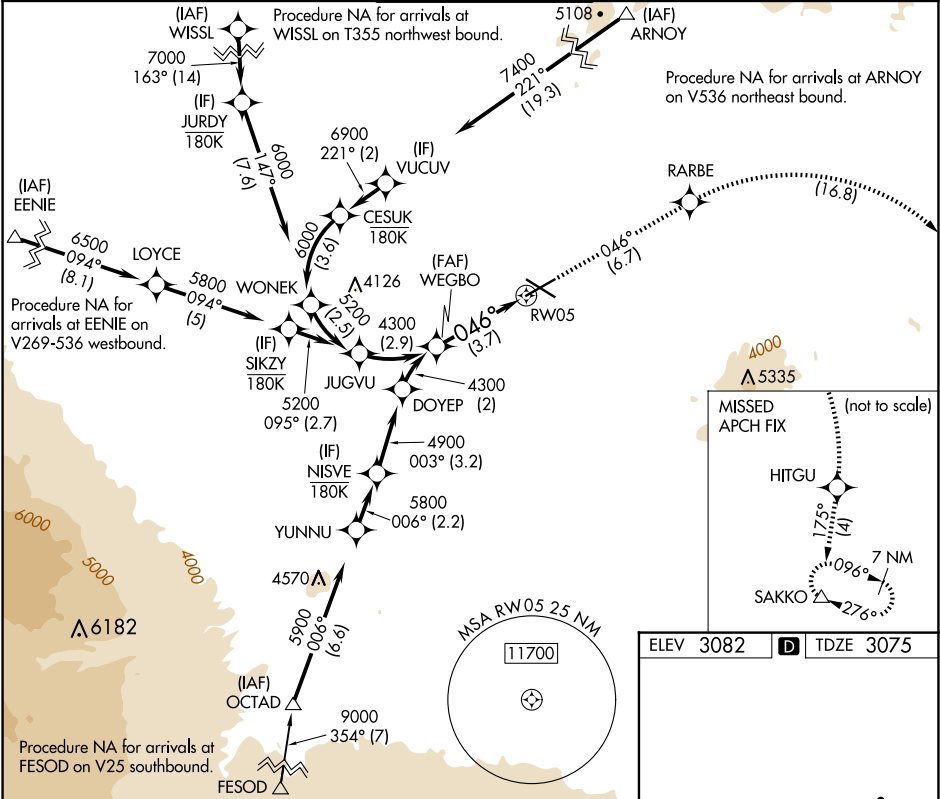 (IAF)
WISSL
Procedure NA for arrivals at
WISSL on T355 northwest bound.
5108
(IAF)
ARNOY
7000
163° (14)
7400
221°
(19.3)
Procedure NA for arrivals at ARNOY
on V536 northeast bound.
(IF)
JURDY
180K
6000
147°
(7.6)
6900
221° (2)
(IF)
VUCUV
RARBE
(16.8)
(IAF)
EENIE
CESUK
180K
6000
(3.6)
046°
(6.7)
6500
094°
(8.1)
LOYCE
5800
094°
(5)
WONEK
4126
(FAF)
WEGBO
RW05
Procedure NA for
arrivals at EENIE on
V269-536 westbound.
5200
(2.5)
4300
(2.9)
046°
(3.7)
(IF)
SIKZY
180K
JUGVU
5200
095° (2.7)
4300
(2)
DOYEP
4000
5335
MISSED
APCH FIX
(not to scale)
4900
003° (3.2)
(IF)
NISVE
180K
HITGU
175°
(4)
5800
006° (2.2)
YUNNU
6000
5000
4000
4570
096°
7 NM
SAKKO
276°
6182
5900
006°
(6.6)
MSA RW05 25 NM
11700
ELEV 3082
D
TDZE 3075
(IAF)
OCTAD
9000
354° (7)
Procedure NA for arrivals at
FESOD on V25 southbound.
FESOD